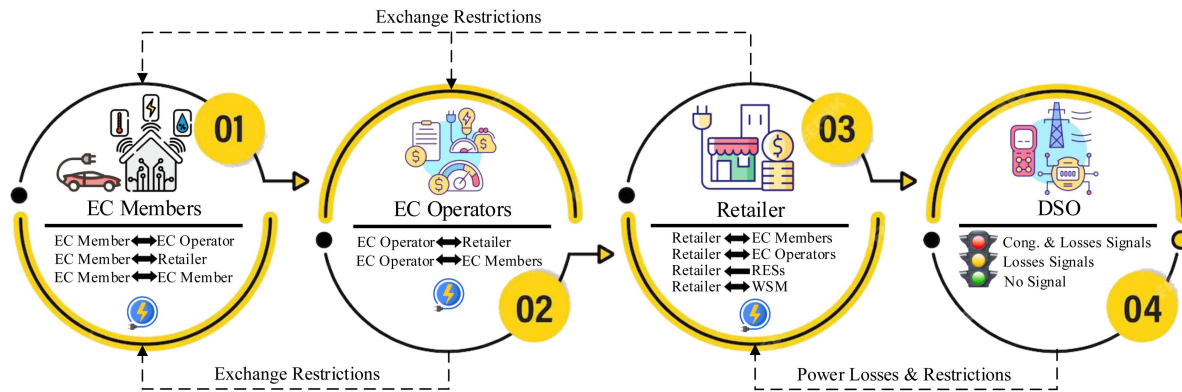 Exchange Restrictions
01
EC Members
EC Member EC Operator
EC Member Retailer
EC Member EC Member
EC Operators
EC Operator Retailer
EC Operator EC Members
02
03
Retailer
Retailer EC Members
Retailer EC Operators
Retailer RESs
Retailer WSM
DSO
Cong. & Losses Signals
Losses Signals
No Signal
04
Exchange Restrictions
Power Losses & Restrictions